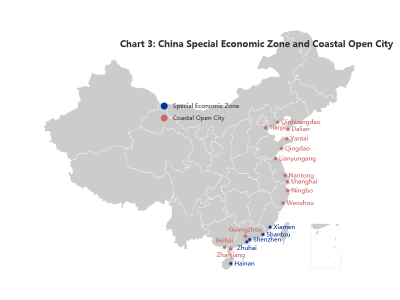 Chart 3: China Special Economic Zone and Coastal Open City
Special Economic Zone
Coastal Open City
Qinhuangdao
Tianjin
Dalian
Yantai
Qingdao
Lianyungang
Nantong
Shanghai
Ningbo
Wenzhou
Xiamen
Guangzhou
Shantou
Beihai
Shenzhen
Zhuhai
Zhanjiang
Hainan